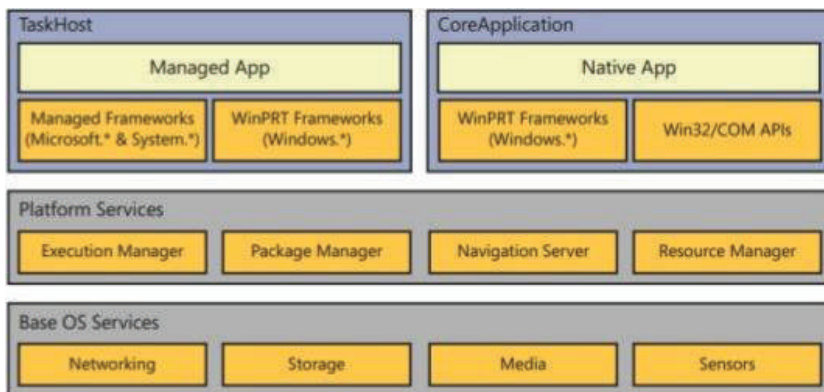 TaskHost
CoreApplication
Managed App
Native App
Managed Frameworks
(Microsoft.* & System.*)
WinPRT Frameworks
(Windows.*)
WinPRT Frameworks
(Windows.*)
Win32/COM APIs
Platform Services
Execution Manager
Package Manager
Navigation Server
Resource Manager
Base OS Services
Networking
Storage
Media
Sensors